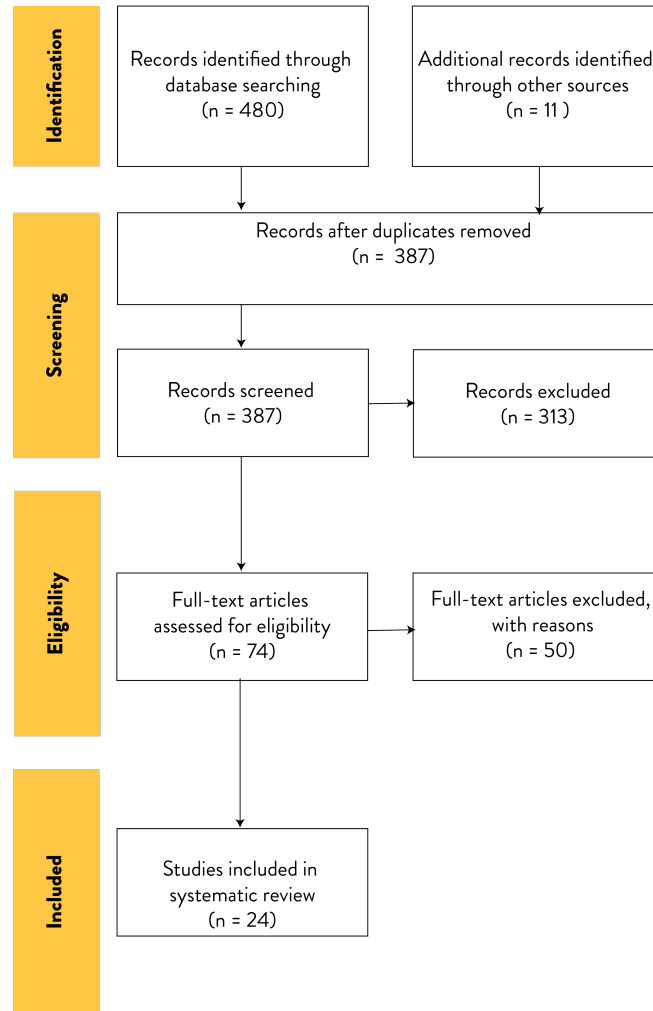 Identification
Records identified through
database searching
(n = 480)
Additional records identified
through other sources
(n = 11 )
Screening
Records after duplicates removed
(n = 387)
Records screened
(n = 387)
Records excluded
(n = 313)
Eligibility
Full-text articles
assessed for eligibility
(n = 74)
Full-text articles excluded,
with reasons
(n = 50)
Included
Studies included in
systematic review
(n = 24)